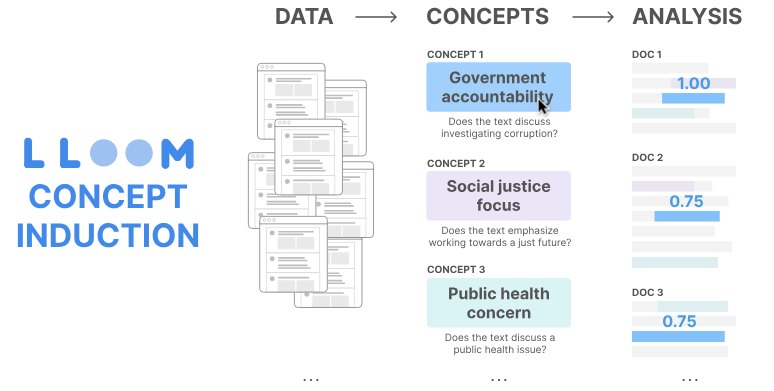 DATA → CONCEPTS → ANALYSIS
LLOOM
CONCEPT
INDUCTION
CONCEPT 1
Government
accountability
Does the text discuss
investigating corruption?
CONCEPT 2
Social justice
focus
Does the text emphasize
working towards a just future?
CONCEPT 3
Public health
concern
Does the text discuss a
public health issue?
DOC 1
1.00
DOC 2
0.75
DOC 3
0.75
... ... ...